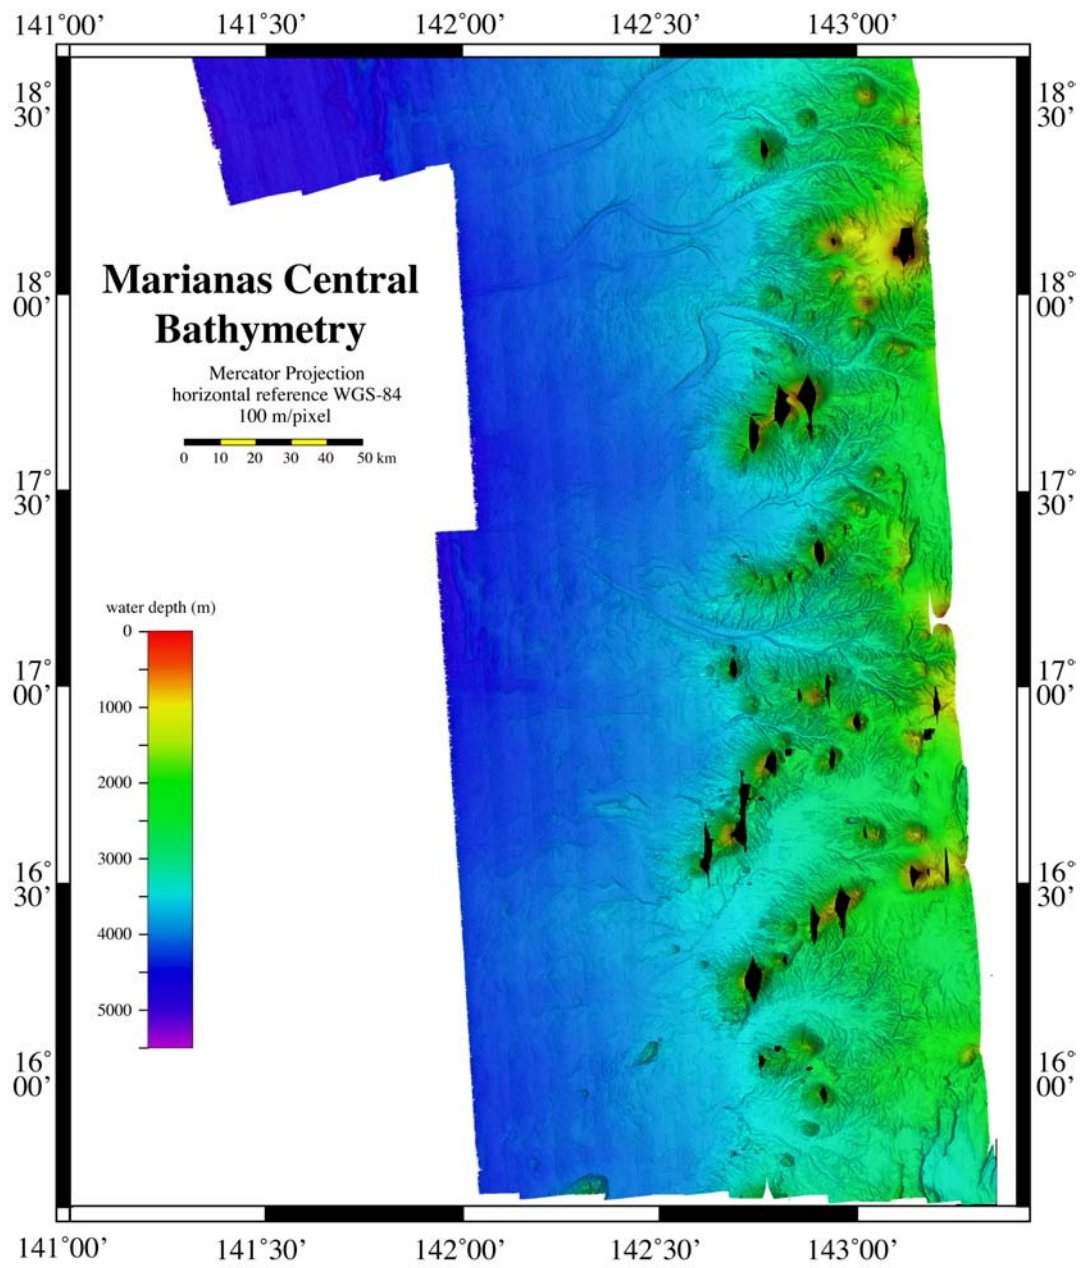 141°00’ 141°30’ 142°00’ 142°30’ 143°00’
18° 30’
18° 30’
Marianas Central
Bathymetry
18° 00’
18° 00’
Mercator Projection
horizontal reference WGS-84
100 m/pixel
0 10 20 30 40 50 km
17° 30’
17° 30’
water depth (m)
0
1000
2000
3000
4000
5000
17° 00’
17° 00’
16° 30’
16° 30’
16° 00’
16° 00’
141°00’ 141°30’ 142°00’ 142°30’ 143°00’